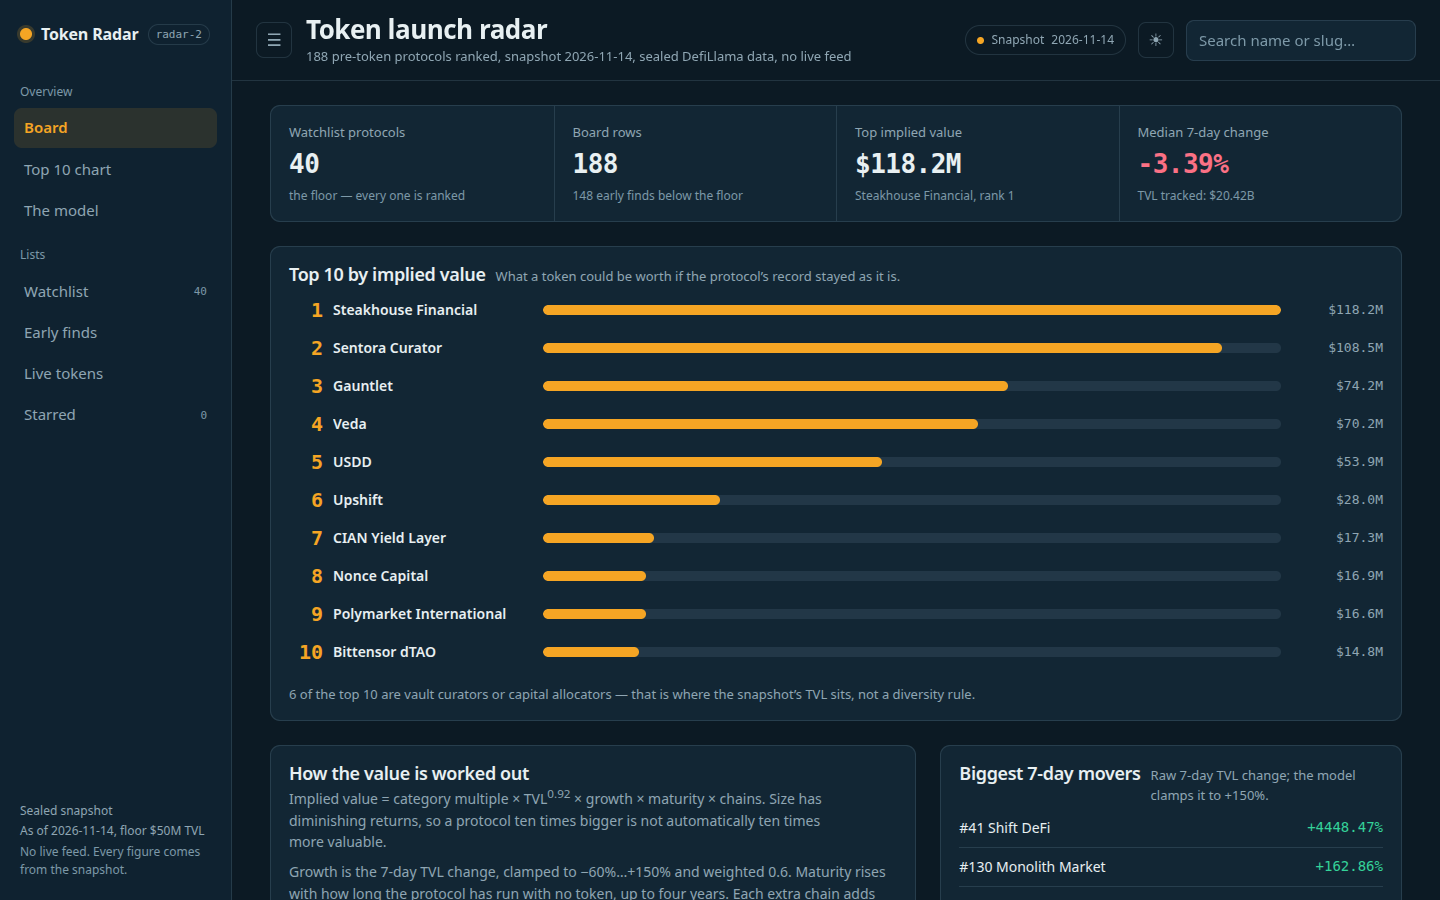 Token Radar radar-2
Overview
Board
Top 10 chart
The model
Lists
Watchlist 40
Early finds
Live tokens
Starred 0
Sealed snapshot
As of 2026-11-14, floor $50M TVL
No live feed. Every figure comes
from the snapshot.
Token launch radar
188 pre-token protocols ranked, snapshot 2026-11-14, sealed DefiLlama data, no live feed
Snapshot 2026-11-14
Search name or slug...
Watchlist protocols
40
the floor — every one is ranked
Board rows
188
148 early finds below the floor
Top implied value
$118.2M
Steakhouse Financial, rank 1
Median 7-day change
-3.39%
TVL tracked: $20.42B
Top 10 by implied value What a token could be worth if the protocol's record stayed as it is.
1 Steakhouse Financial $118.2M
2 Sentora Curator $108.5M
3 Gauntlet $74.2M
4 Veda $70.2M
5 USDD $53.9M
6 Upshift $28.0M
7 CIAN Yield Layer $17.3M
8 Nonce Capital $16.9M
9 Polymarket International $16.6M
10 Bittensor dTAO $14.8M
6 of the top 10 are vault curators or capital allocators — that is where the snapshot's TVL sits, not a diversity rule.
How the value is worked out
Implied value = category multiple × TVL^0.92 × growth × maturity × chains. Size has
diminishing returns, so a protocol ten times bigger is not automatically ten times
more valuable.
Growth is the 7-day TVL change, clamped to −60%...+150% and weighted 0.6. Maturity rises
with how long the protocol has run with no token, up to four years. Each extra chain adds
Biggest 7-day movers Raw 7-day TVL change; the model
clamps it to +150%.
#41 Shift DeFi +4448.47%
#130 Monolith Market +162.86%